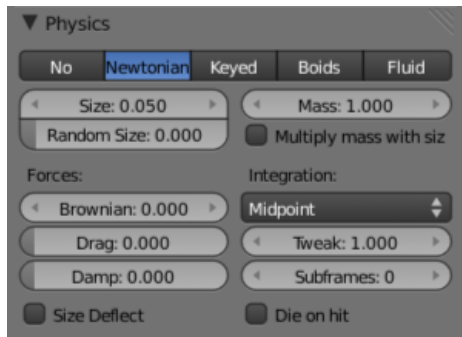 Physics
No Newtonian Keyed Boids Fluid
Size: 0.050 Mass: 1.000
Random Size: 0.000 Multiply mass with siz
Forces: Integration:
Brownian: 0.000 Midpoint
Drag: 0.000 Tweak: 1.000
Damp: 0.000 Subframes: 0
Size Deflect Die on hit